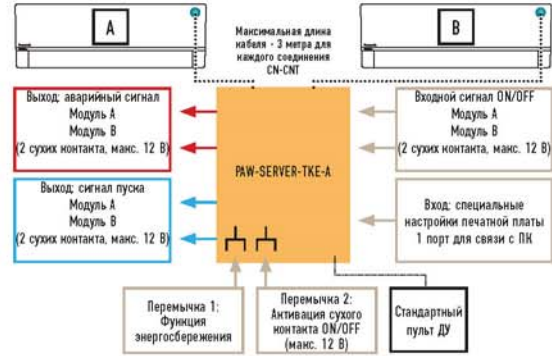 A
Максимальная длина
кабеля - 3 метра для
каждого соединения
CN-CNT
B
Выход: аварийный сигнал
Модуль A
Модуль B
(2 сухих контакта, макс. 12 В)
Выход: сигнал пуска
Модуль A
Модуль B
(2 сухих контакта, макс. 12 В)
PAW-SERVER-TKE-A
Входной сигнал ON/OFF
Модуль A
Модуль B
(2 сухих контакта, макс. 12 В)
Вход: специальные
настройки печатной платы
1 порт для связи с ПК
Перемычка 1:
Функция
энергосбережения
Перемычка 2:
Активация сухого
контакта ON/OFF
(макс. 12 В)
Стандартный
пульт ДУ